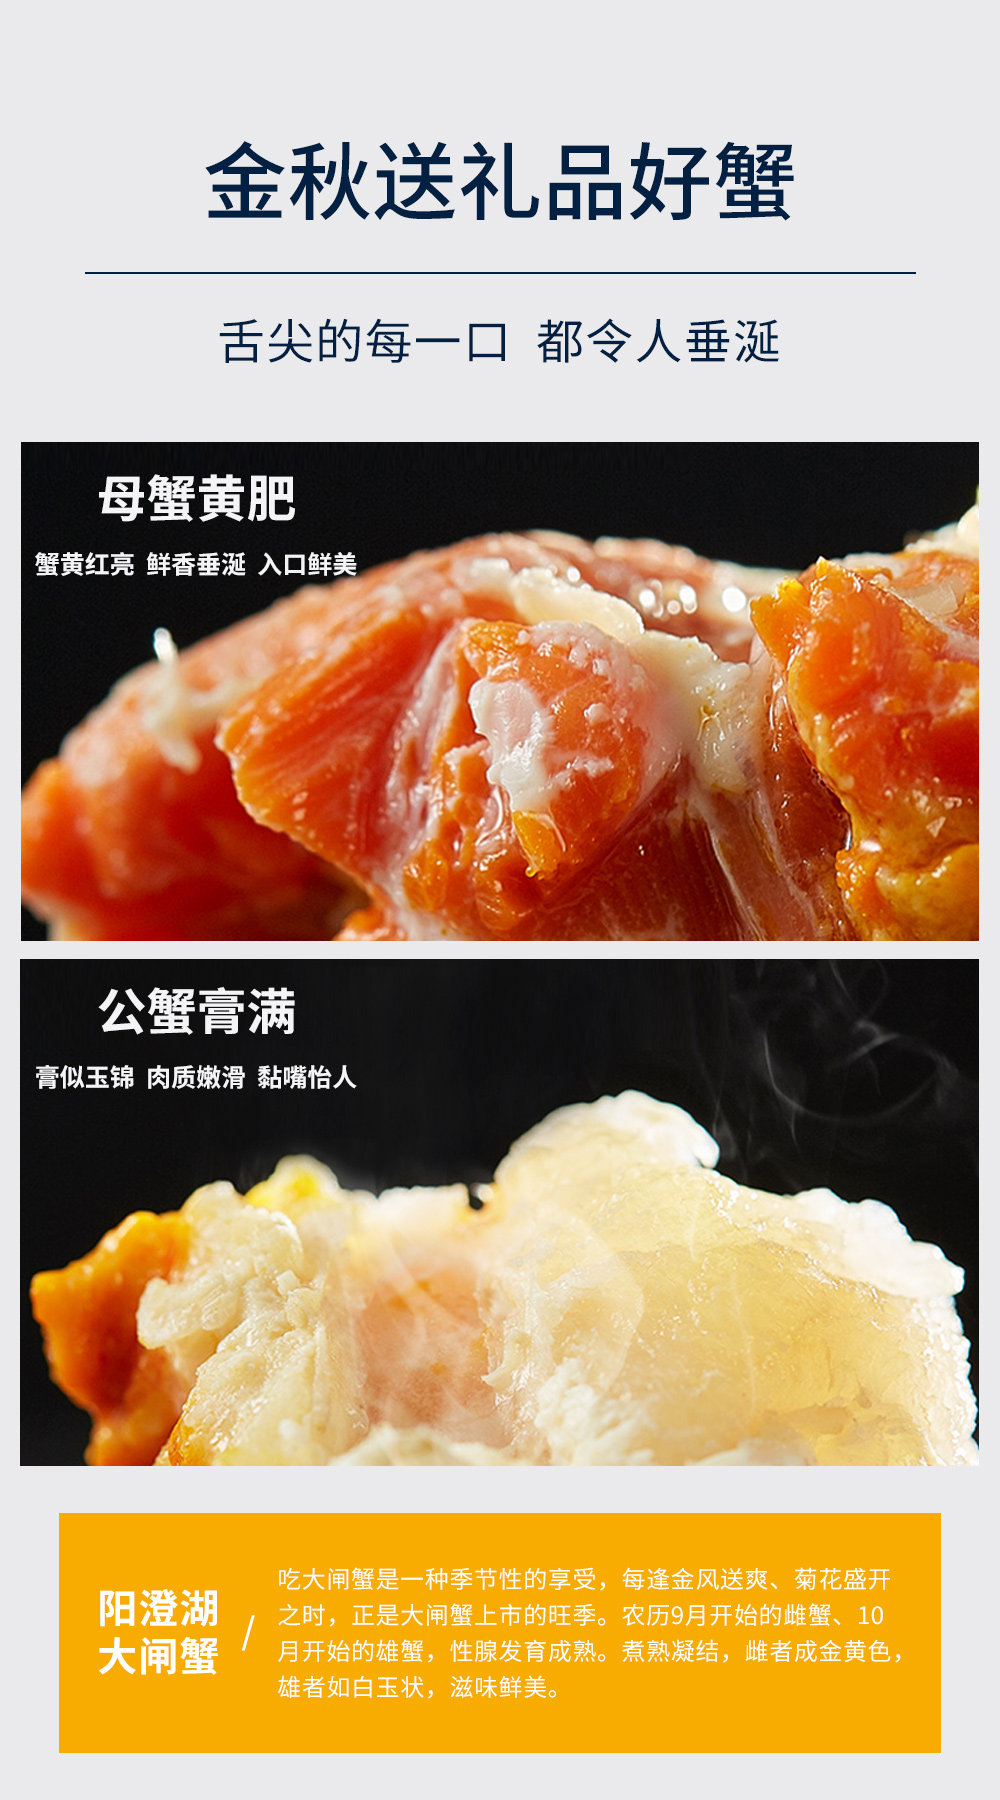 金秋送礼品好蟹
舌尖的每一口 都令人垂涎
母蟹黄肥
蟹黄红亮 鲜香垂涎 入口鲜美
公蟹膏满
膏似玉锦 肉质嫩滑 黏嘴怡人
阳澄湖
大闸蟹
/
吃大闸蟹是一种季节性的享受，每逢金风送爽、菊花盛开
之时，正是大闸蟹上市的旺季。农历9月开始的雌蟹、10
月开始的雄蟹，性腺发育成熟。煮熟凝结，雌者成金黄色，
雄者如白玉状，滋味鲜美。